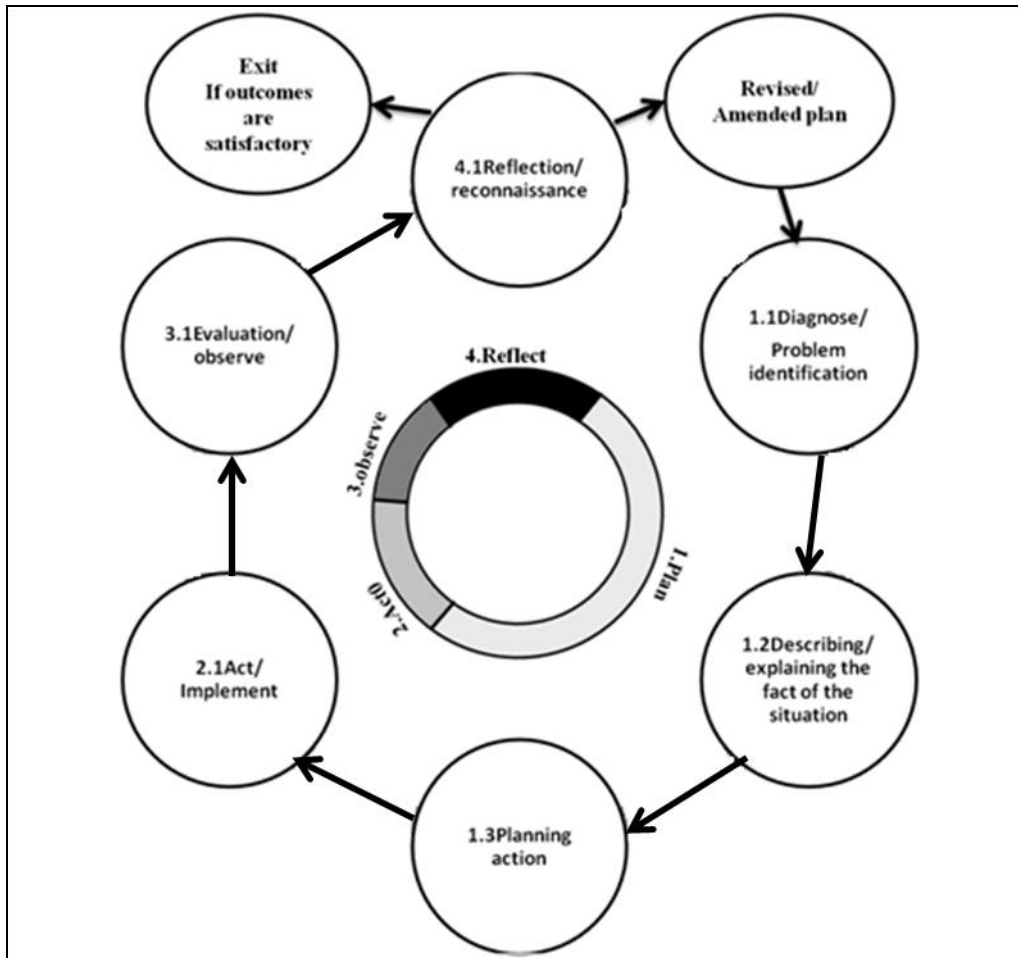 Exit
If outcomes
are
satisfactory
4.1Reflection/
reconnaissance
Revised/
Amended plan
3.1Evaluation/
observe
1.1Diagnose/
Problem
identification
4.Reflect
3.observe
1.Plan
2.Act0
2.1Act/
Implement
1.2Describing/
explaining the
fact of the
situation
1.3Planning
action